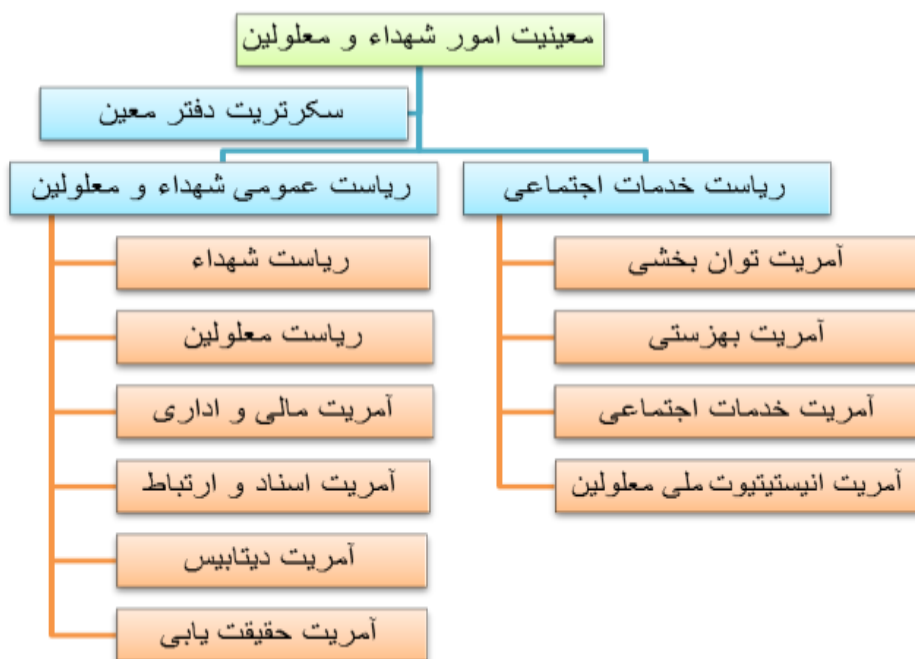 معینیت امور شهداء و معلولین
سکرتریت دفتر معین
ریاست خدمات اجتماعی
آمریت توان بخشی
آمریت بهزستی
آمریت خدمات اجتماعی
آمریت انیستیتیوت ملی معلولین
ریاست عمومی شهداء و معلولین
ریاست شهداء
ریاست معلولین
آمریت مالی و اداری
آمریت اسناد و ارتباط
آمریت دیتابیس
آمریت حقیقت یابی